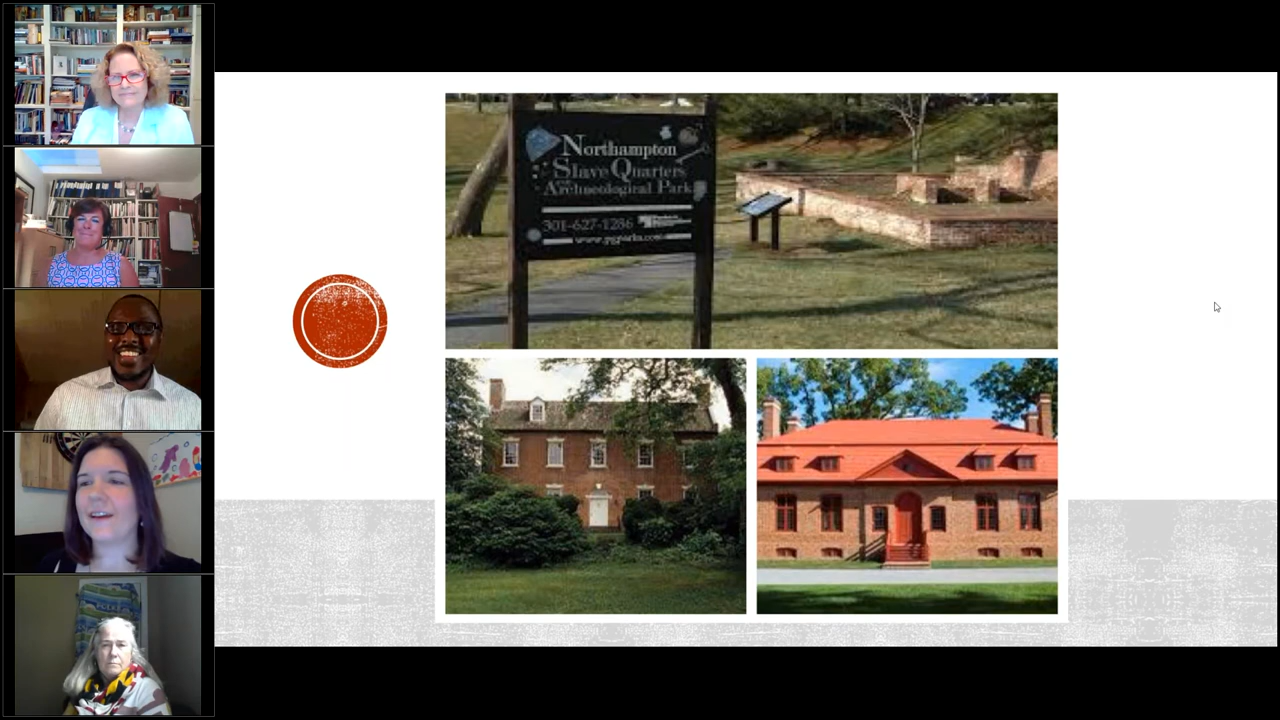 Northampton
Slave Quarters
Archaeological Park
301-627-1286
www.pgparks.com